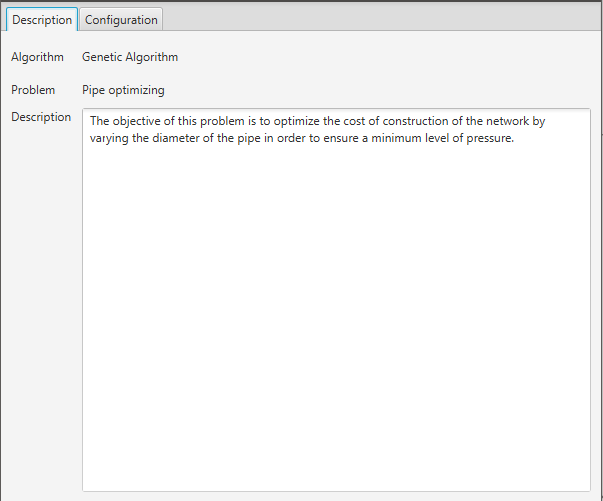 Description Configuration
Algorithm Genetic Algorithm
Problem Pipe optimizing
Description The objective of this problem is to optimize the cost of construction of the network by
varying the diameter of the pipe in order to ensure a minimum level of pressure.